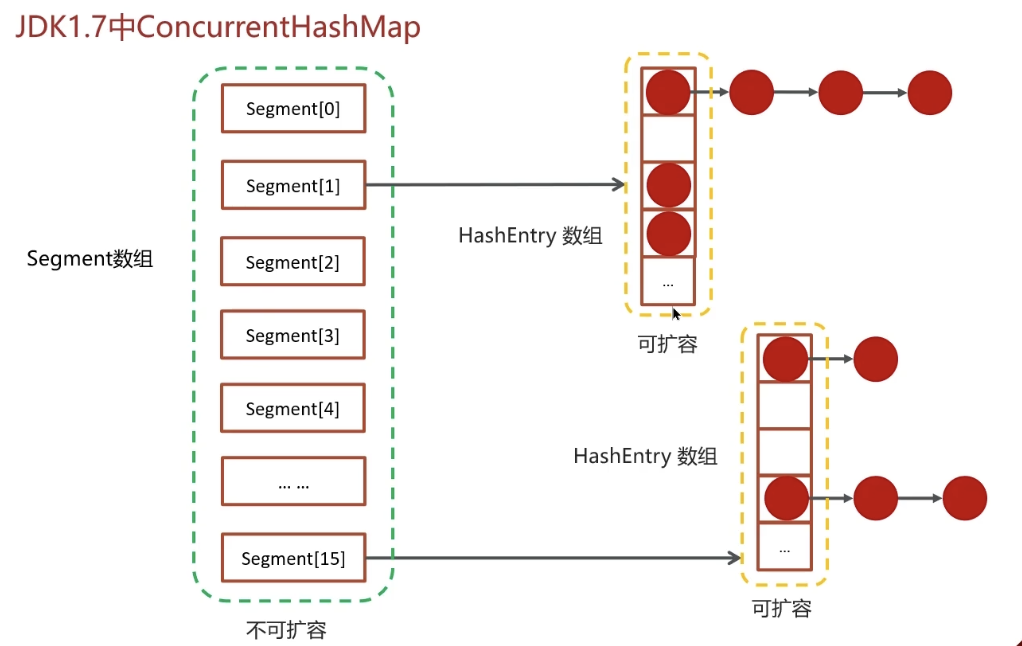 JDK1.7中ConcurrentHashMap
Segment数组
Segment[0]
Segment[1]
Segment[2]
Segment[3]
Segment[4]
... ...
Segment[15]
不可扩容
HashEntry 数组
...
可扩容
HashEntry 数组
...
可扩容